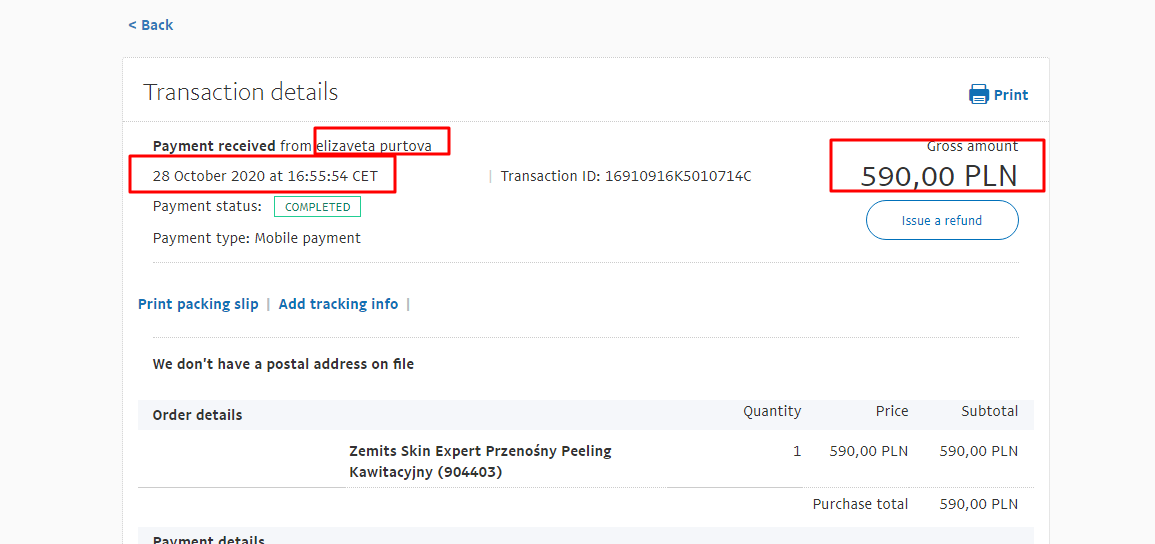 < Back
Transaction details
Print
Payment received from elizaveta purtova
Gross amount
28 October 2020 at 16:55:54 CET | Transaction ID: 16910916K5010714C
590,00 PLN
Payment status: COMPLETED
Issue a refund
Payment type: Mobile payment
Print packing slip | Add tracking info |
We don't have a postal address on file
Order details Quantity Price Subtotal
Zemits Skin Expert Przenośny Peeling 1 590,00 PLN 590,00 PLN
Kawitacyjny (904403)
Purchase total 590,00 PLN
Payment details